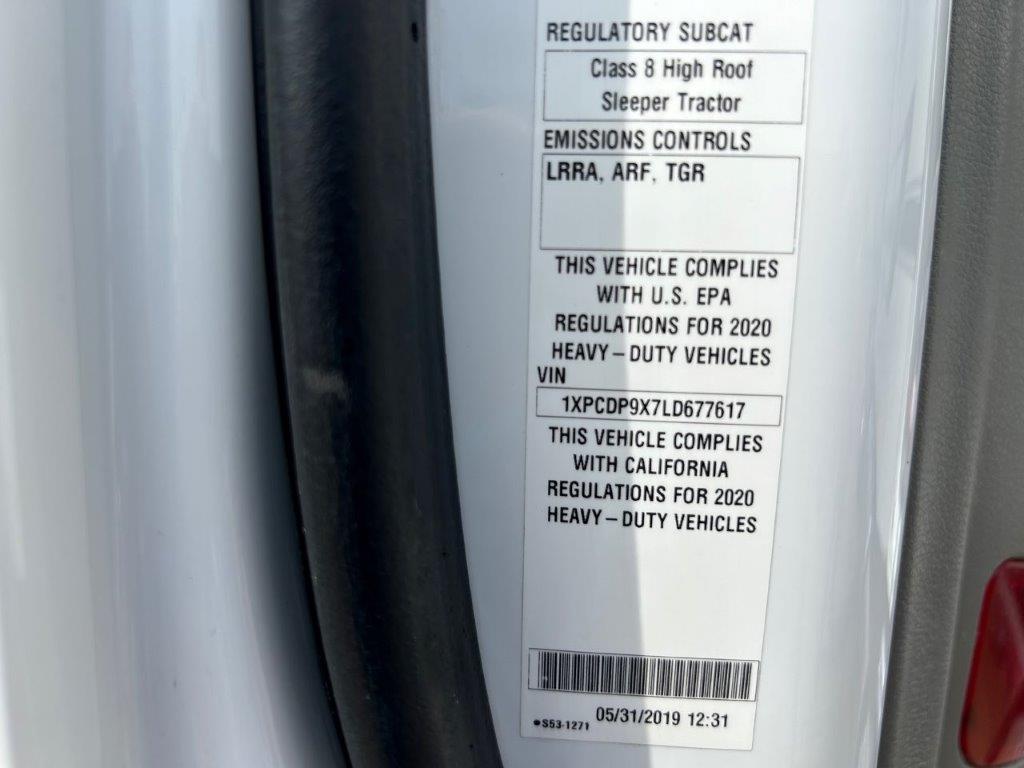 REGULATORY SUBCAT
Class 8 High Roof
Sleeper Tractor
EMISSIONS CONTROLS
LRRA, ARF, TGR
THIS VEHICLE COMPLIES
WITH U.S. EPA
REGULATIONS FOR 2020
HEAVY-DUTY VEHICLES
VIN
1XPCDP9X7LD677617
THIS VEHICLE COMPLIES
WITH CALIFORNIA
REGULATIONS FOR 2020
HEAVY-DUTY VEHICLES
S53-1271 05/31/2019 12:31